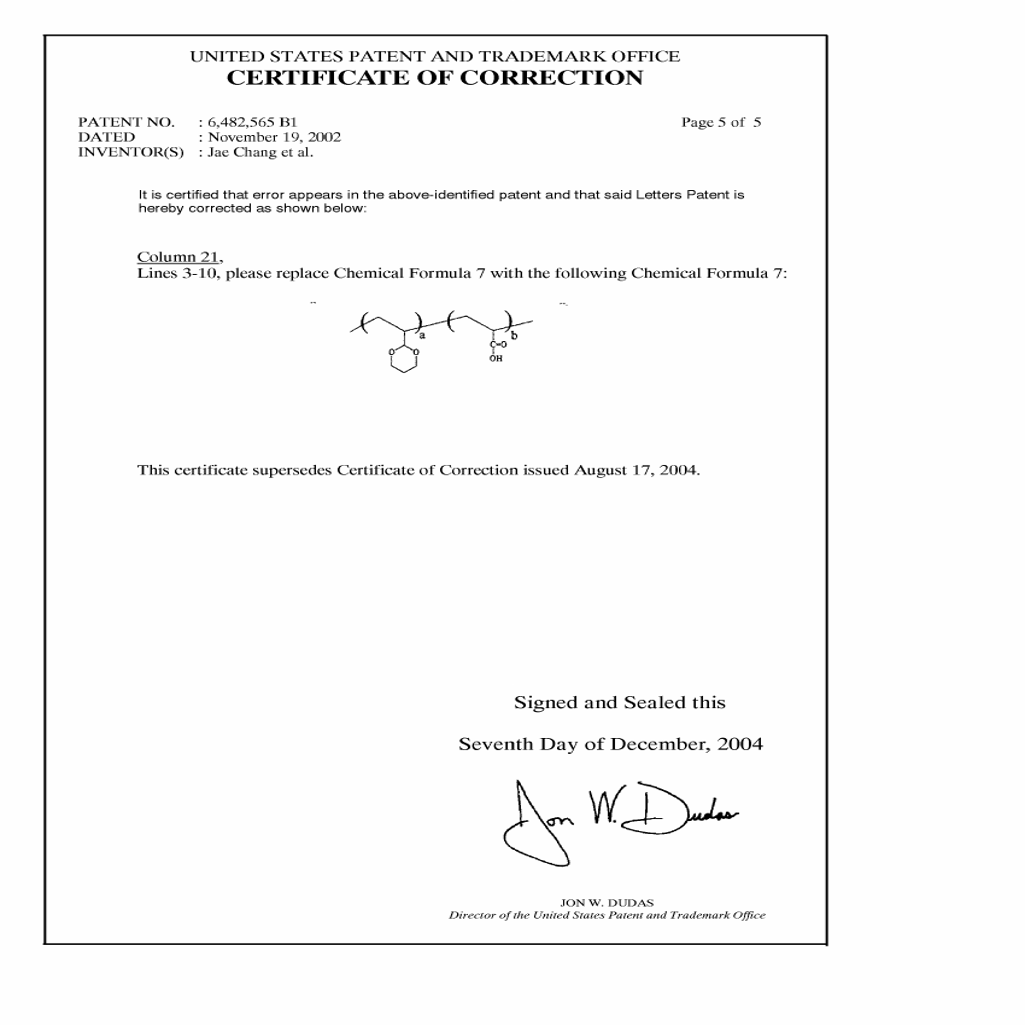 UNITED STATES PATENT AND TRADEMARK OFFICE
CERTIFICATE OF CORRECTION
PATENT NO. : 6,482,565 B1 Page 5 of 5
DATED : November 19, 2002
INVENTOR(S) : Jae Chang et al.
It is certified that error appears in the above-identified patent and that said Letters Patent is
hereby corrected as shown below:
Column 21,
Lines 3-10, please replace Chemical Formula 7 with the following Chemical Formula 7:
a b
O O C=O
OH
This certificate supersedes Certificate of Correction issued August 17, 2004.
Signed and Sealed this
Seventh Day of December, 2004
Jon W. Dudas
JON W. DUDAS
Director of the United States Patent and Trademark Office